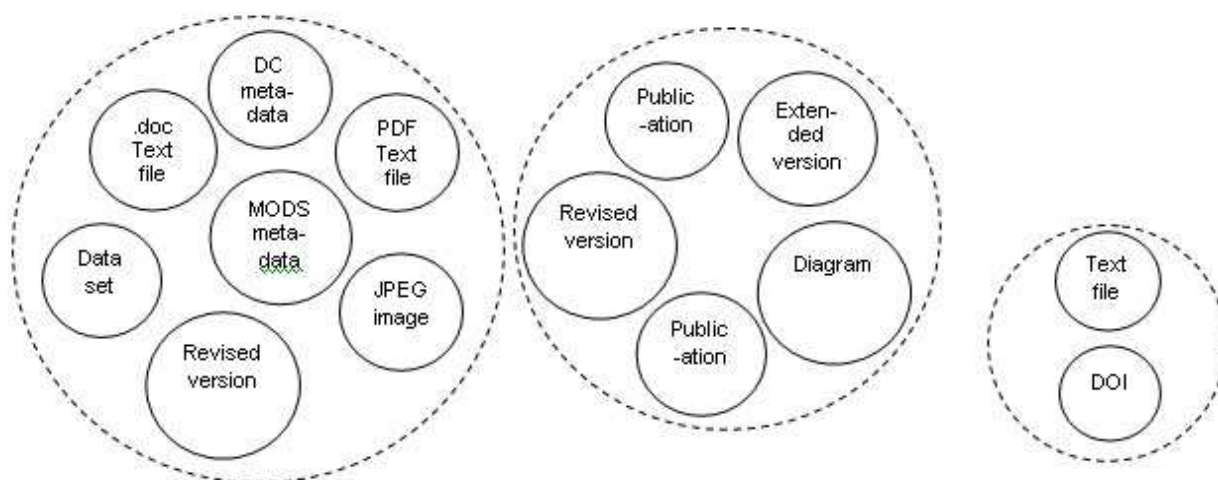 DC
meta-
data
.doc
Text
file
PDF
Text
file
MODS
meta-
data
Data
set
JPEG
image
Revised
version
Public
-ation
Exten-
ded
version
Revised
version
Diagram
Public
-ation
Text
file
DOI